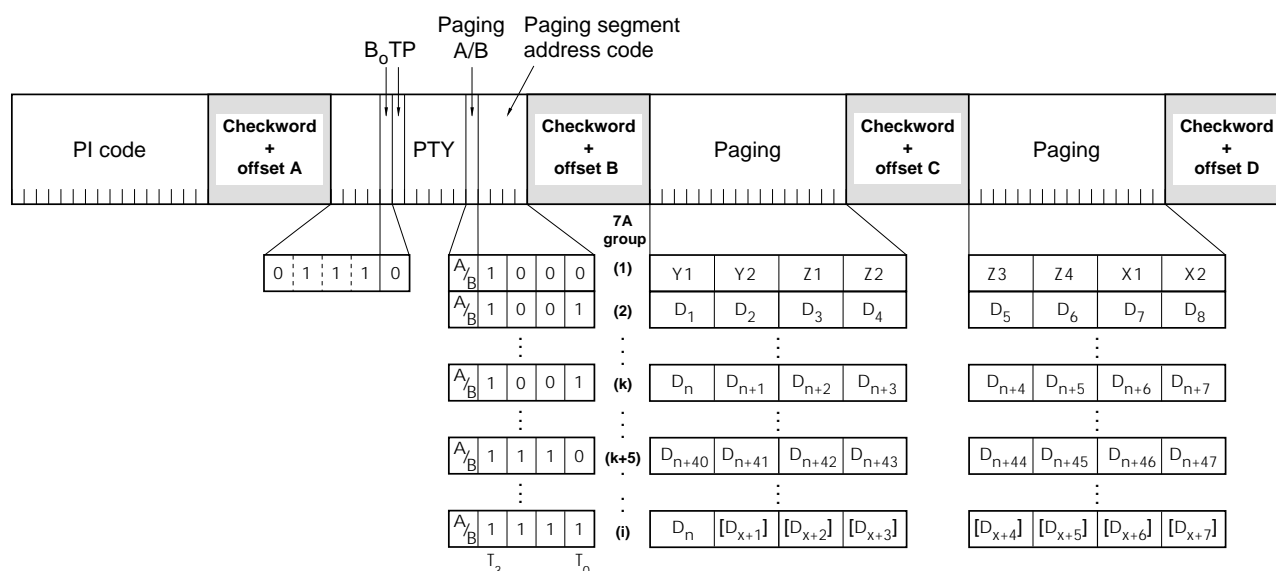 Paging Paging segment
A/B address code
BoTP
PI code
Checkword + offset A
PTY
Checkword + offset B
Paging
Checkword + offset C
Paging
Checkword + offset D
7A group
0 1 1 1 0
A/B 1 0 0 0 (1) Y1 Y2 Z1 Z2 Z3 Z4 X1 X2
A/B 1 0 0 1 (2) D1 D2 D3 D4 D5 D6 D7 D8
A/B 1 0 0 1 (k) Dn Dn+1 Dn+2 Dn+3 Dn+4 Dn+5 Dn+6 Dn+7
A/B 1 1 1 0 (k+5) Dn+40 Dn+41 Dn+42 Dn+43 Dn+44 Dn+45 Dn+46 Dn+47
A/B 1 1 1 1 (i) Dn [Dx+1] [Dx+2] [Dx+3] [Dx+4] [Dx+5] [Dx+6] [Dx+7]
T3 T0